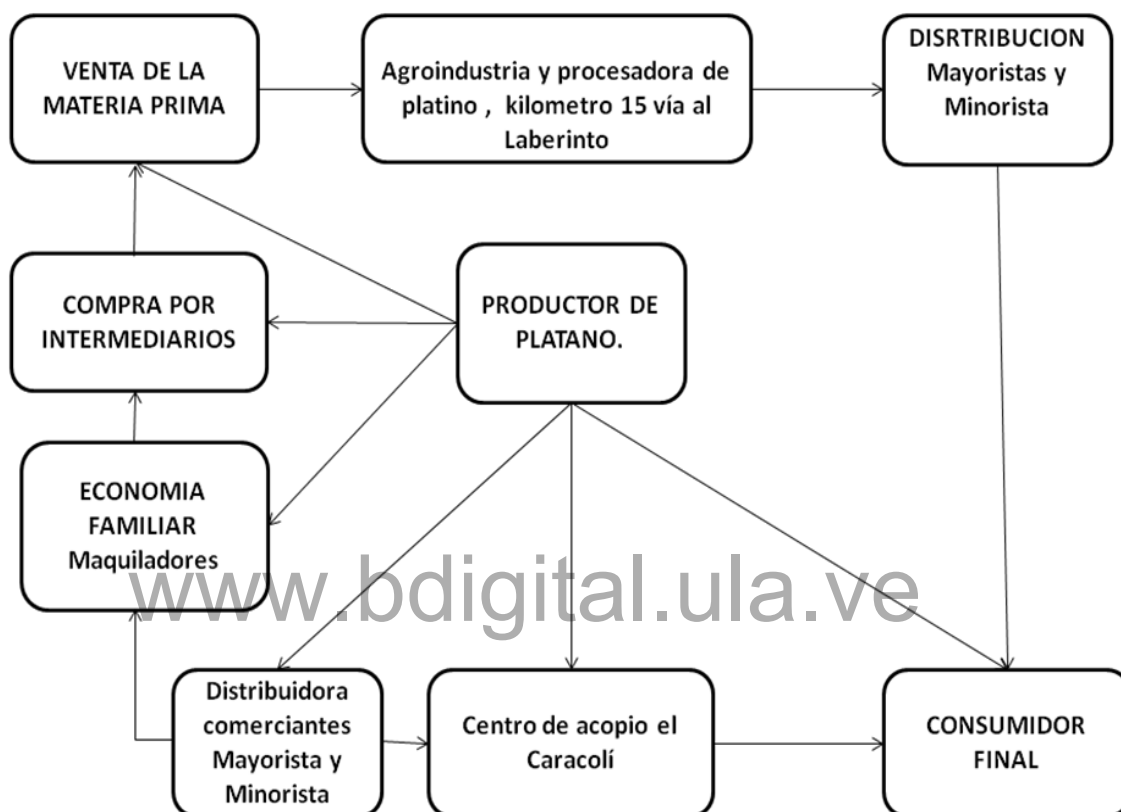 VENTA DE LA
MATERIA PRIMA
Agroindustria y procesadora de
platino , kilometro 15 vía al
Laberinto
DISRTRIBUCION
Mayoristas y
Minorista
COMPRA POR
INTERMEDIARIOS
PRODUCTOR DE
PLATANO.
ECONOMIA
FAMILIAR
Maquiladores
www.bdigital.ula.ve
Distribuidora
comerciantes
Mayorista y
Minorista
Centro de acopio el
Caracolí
CONSUMIDOR
FINAL